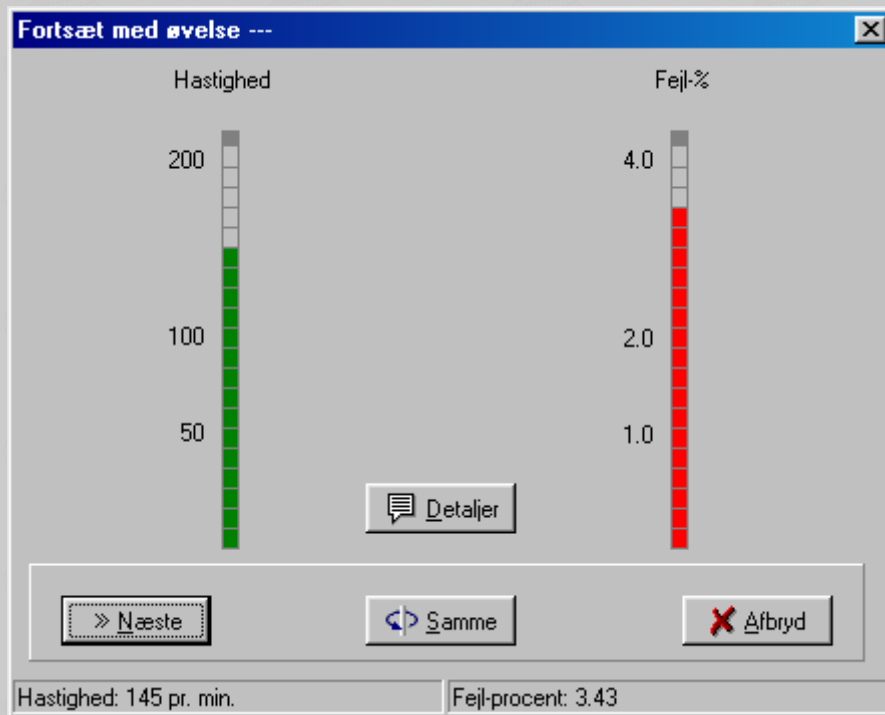 Fortsæt med øvelse ---
Hastighed
Fejl-%
200
4.0
100
2.0
50
1.0
Detaljer
» Næste
Samme
Afbryd
Hastighed: 145 pr. min.
Fejl-procent: 3.43